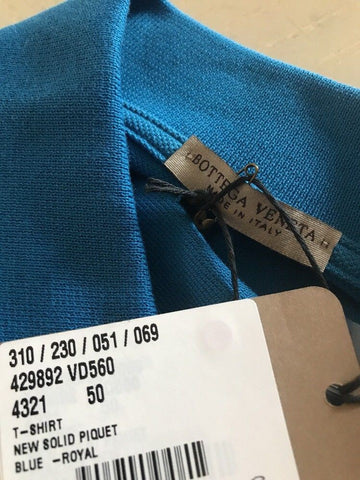 BOTTEGA VENETA
MADE IN ITALY
310 / 230 / 051 / 069
429892 VD560
4321 50
T-SHIRT
NEW SOLID PIQUET
BLUE -ROYAL